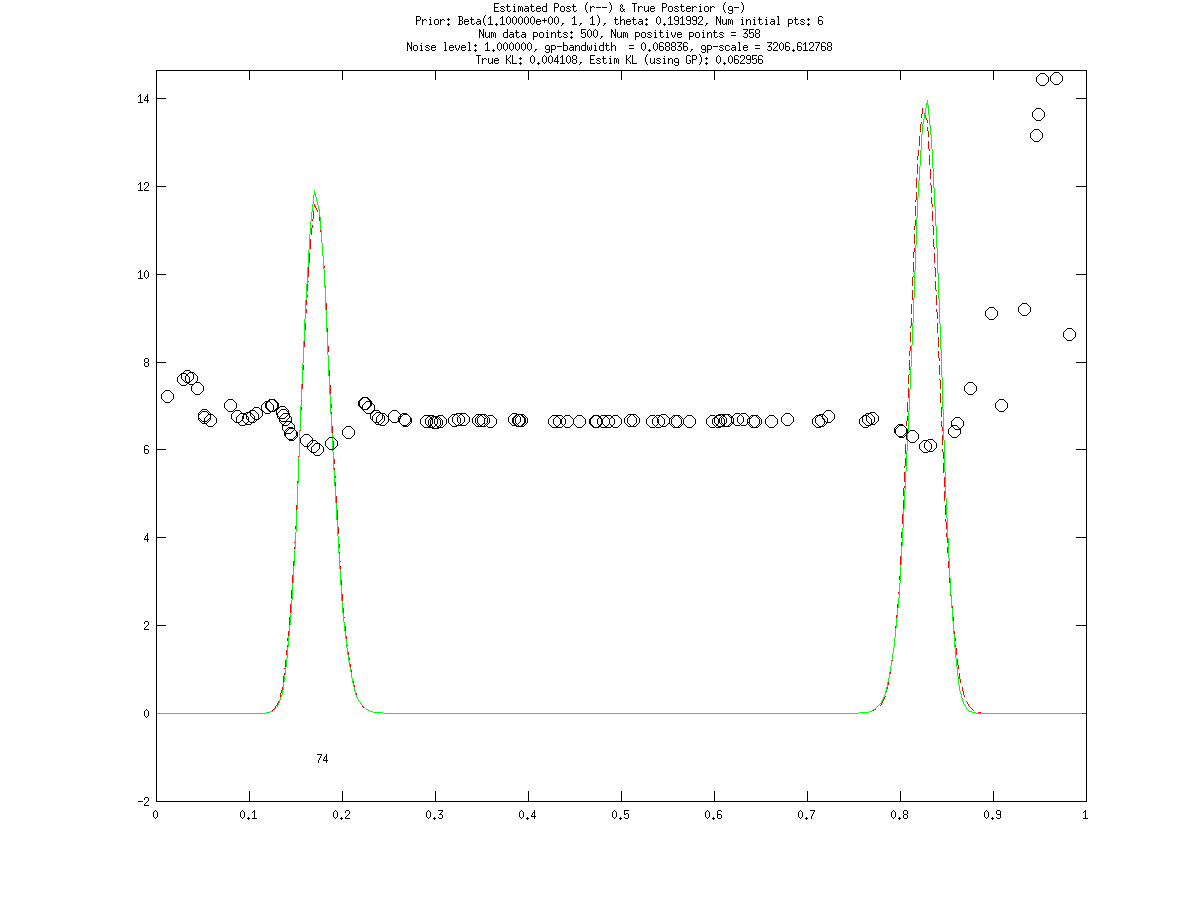 Estimated Post (r--) & True Posterior (g-)
Prior: Beta(1.100000e+00, 1, 1), theta: 0.191992, Num initial pts: 6
Num data points: 500, Num positive points = 358
Noise level: 1.000000, gp-bandwidth  = 0.068836, gp-scale = 3206.612768
True KL: 0.004108, Estim KL (using GP): 0.062956
14
12
10
8
6
4
2
0
74
-2
0 0.1 0.2 0.3 0.4 0.5 0.6 0.7 0.8 0.9 1